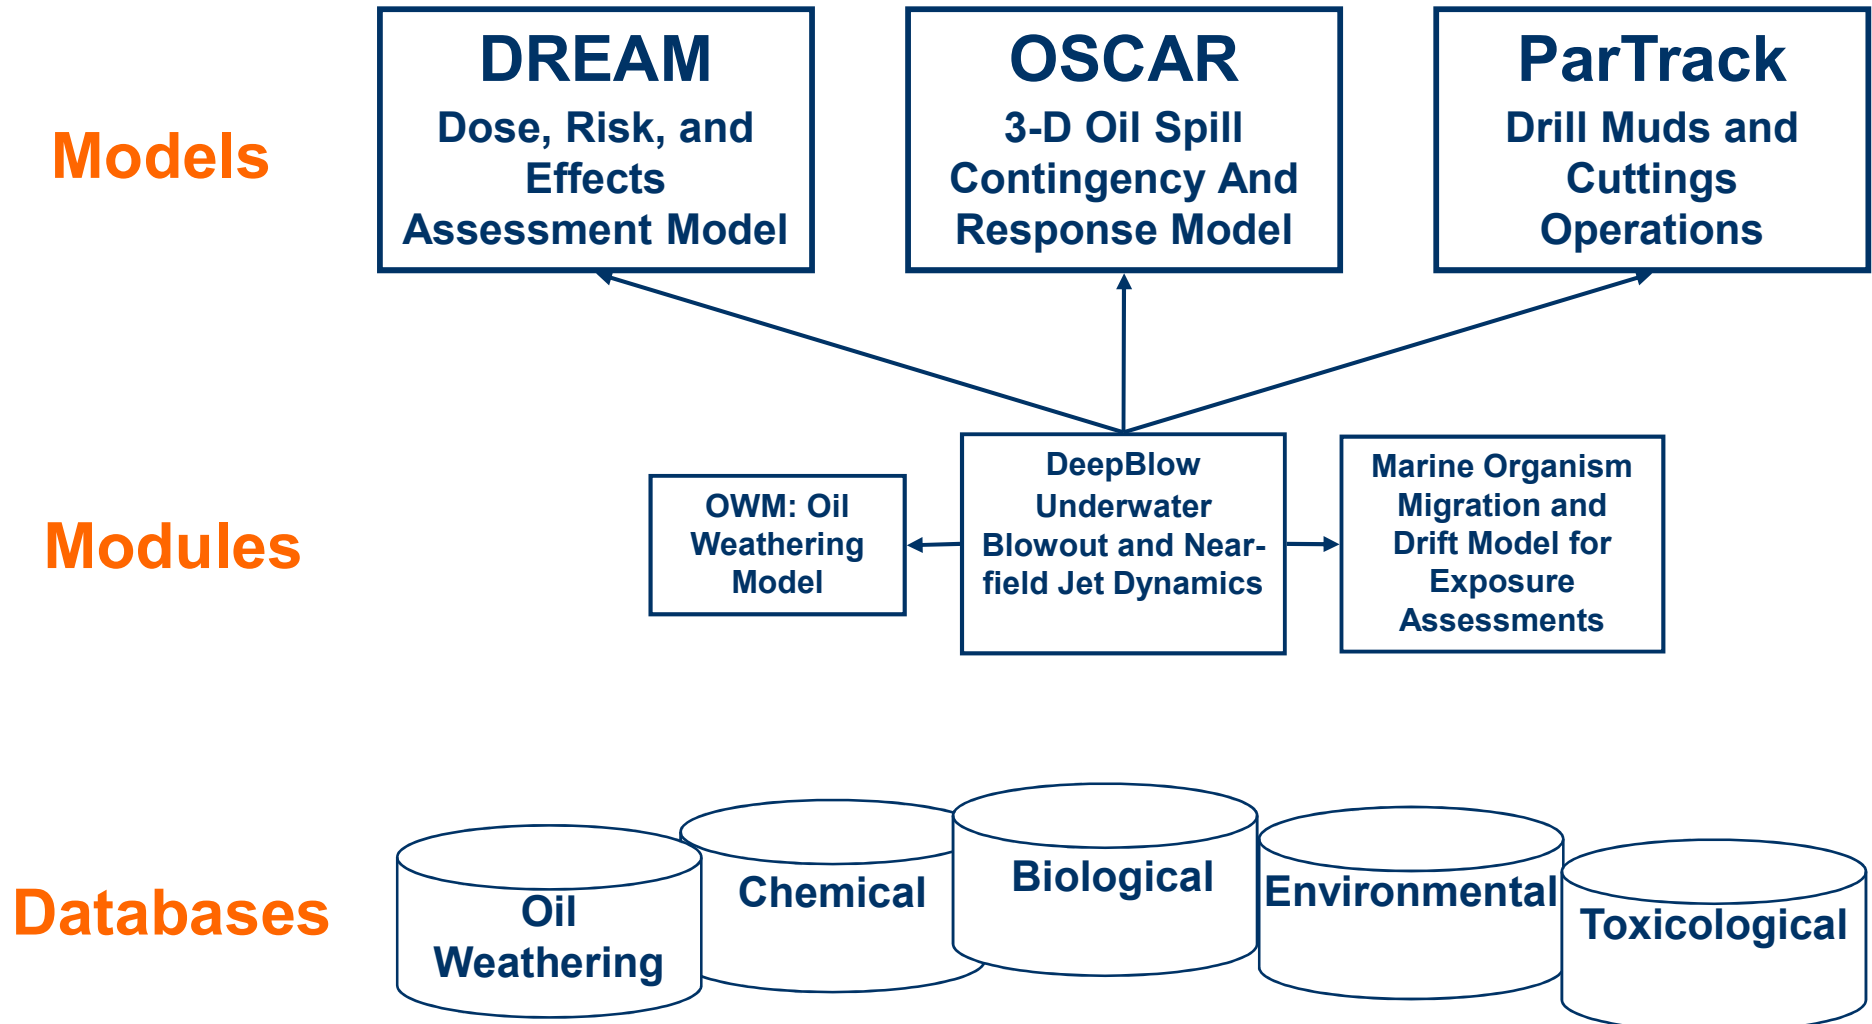 DREAM
Dose, Risk, and
Effects
Assessment Model
OSCAR
3-D Oil Spill
Contingency And
Response Model
ParTrack
Drill Muds and
Cuttings
Operations
Models
Modules
OWM: Oil
Weathering
Model
DeepBlow
Underwater
Blowout and Near-
field Jet Dynamics
Marine Organism
Migration and
Drift Model for
Exposure
Assessments
Databases
Oil
Weathering
Chemical
Biological
Environmental
Toxicological